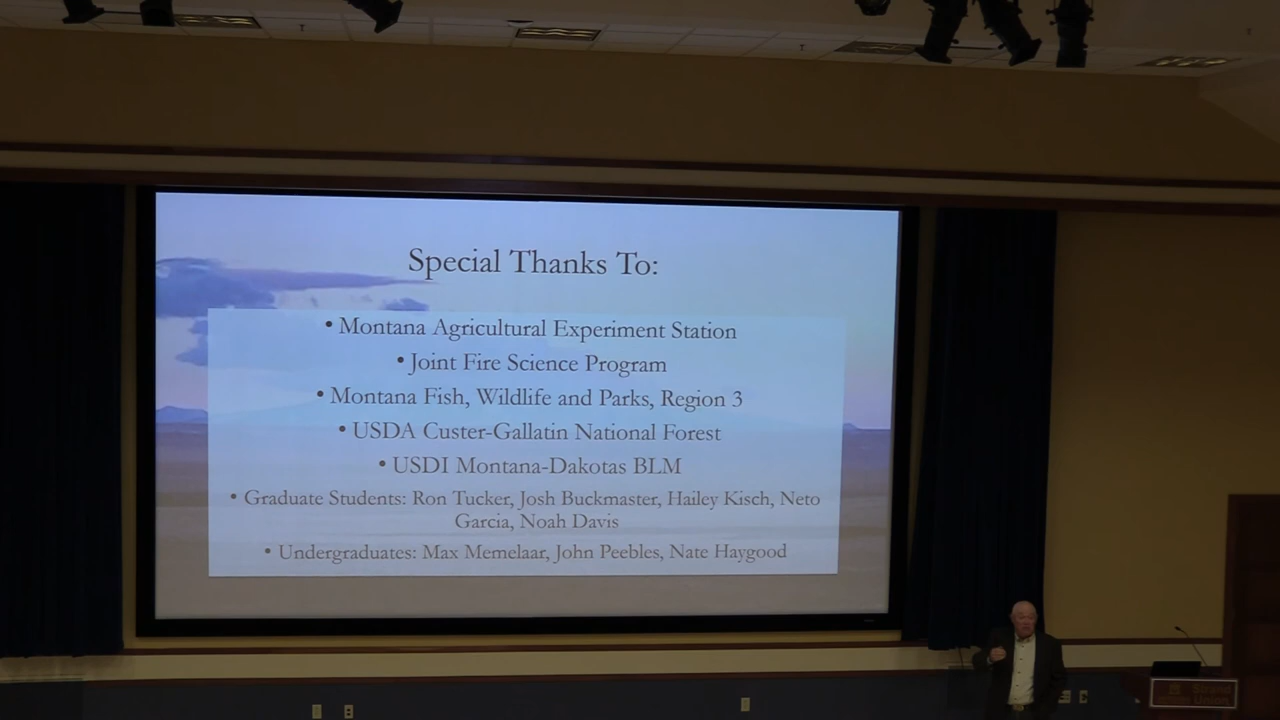 Special Thanks To:
• Montana Agricultural Experiment Station
• Joint Fire Science Program
• Montana Fish, Wildlife and Parks, Region 3
• USDA Custer-Gallatin National Forest
• USDI Montana-Dakotas BLM
• Graduate Students: Ron Tucker, Josh Buckmaster, Hailey Kisch, Neto
Garcia, Noah Davis
• Undergraduates: Max Memelaar, John Peebles, Nate Haygood
Strand
Union